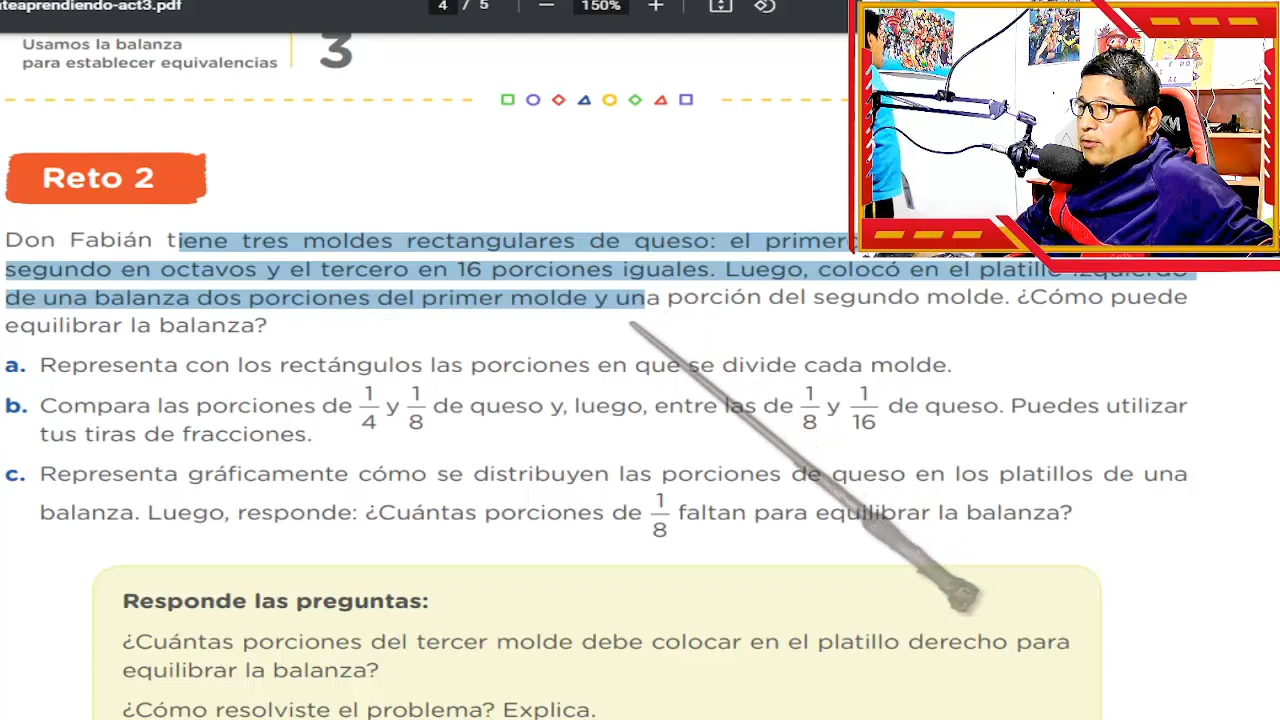 nteaprendiendo-act3.pdf
4 / 5 150%
Usamos la balanza
para establecer equivalencias
3
Reto 2
Don Fabián tiene tres moldes rectangulares de queso: el
segundo en octavos y el tercero en 16 porciones iguales. Luego, colocó en el platillo izquierdo
de una balanza dos porciones del primer molde y una porción del segundo molde. ¿Cómo puede
equilibrar la balanza?
a. Representa con los rectángulos las porciones en que se divide cada molde.
b. Compara las porciones de 1/4 y 1/8 de queso y, luego, entre las de 1/8 y 1/16 de queso. Puedes utilizar
tus tiras de fracciones.
c. Representa gráficamente cómo se distribuyen las porciones de queso en los platillos de una
balanza. Luego, responde: ¿Cuántas porciones de 1/8 faltan para equilibrar la balanza?
Responde las preguntas:
¿Cuántas porciones del tercer molde debe colocar en el platillo derecho para
equilibrar la balanza?
¿Cómo resolviste el problema? Explica.